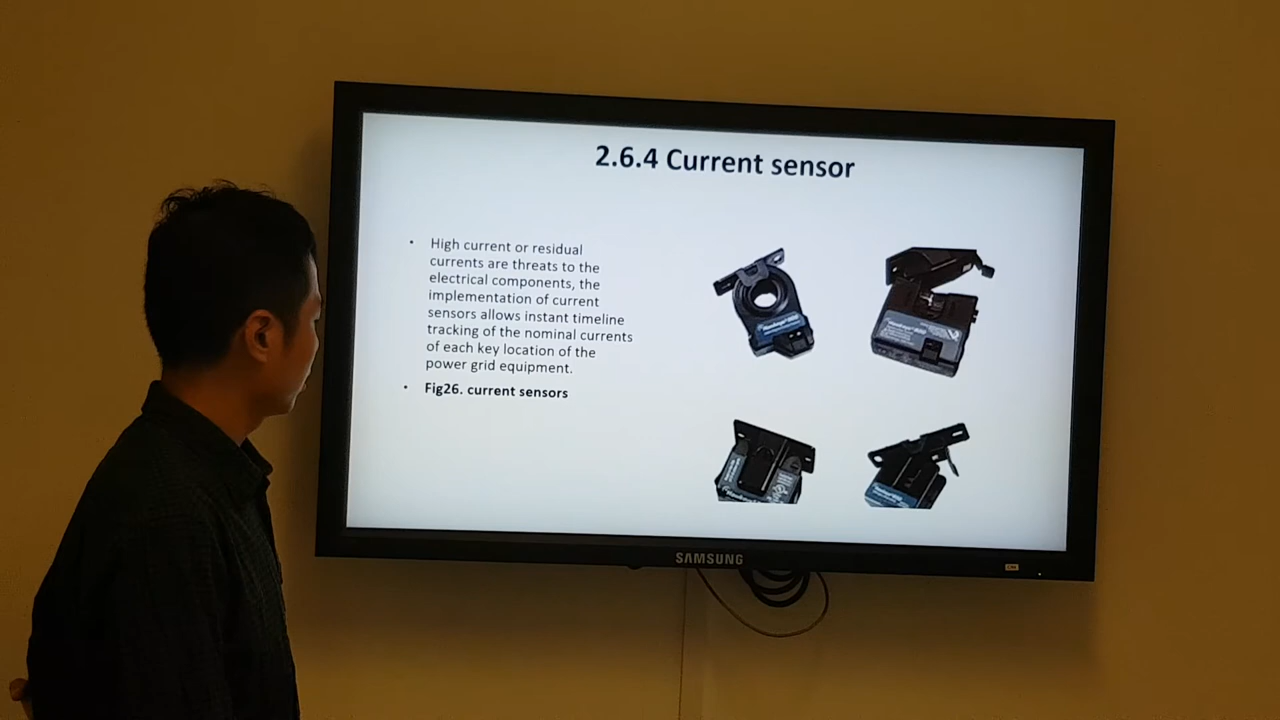 2.6.4 Current sensor
• High current or residual
currents are threats to the
electrical components, the
implementation of current
sensors allows instant timeline
tracking of the nominal currents
of each key location of the
power grid equipment.
• Fig26. current sensors
SAMSUNG